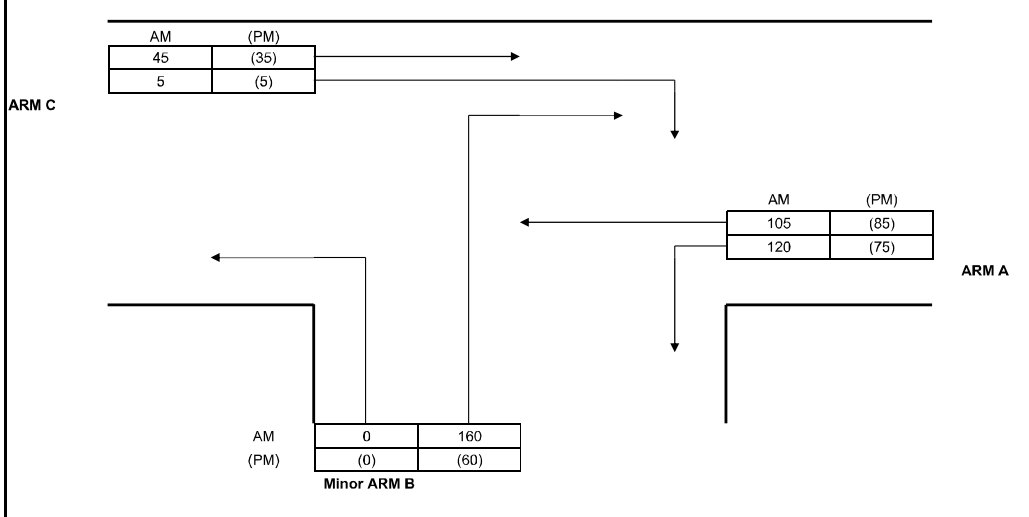 AM (PM)
45 (35)
5 (5)
ARM C
AM (PM)
105 (85)
120 (75)
ARM A
AM 0 160
(PM) (0) (60)
Minor ARM B